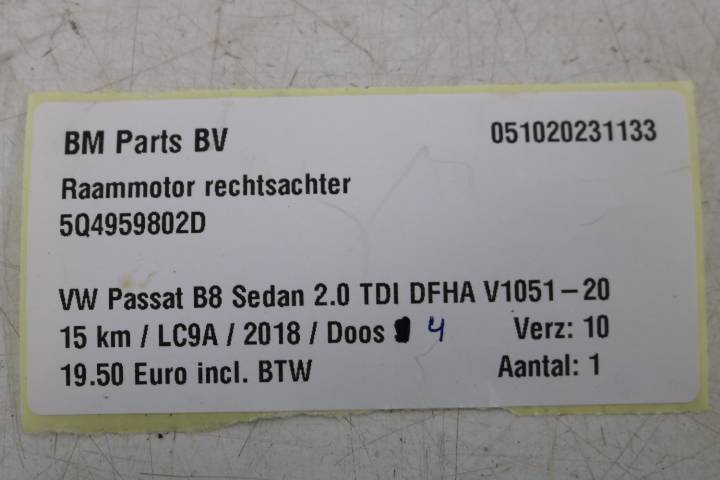 BM Parts BV 051020231133
Raammotor rechtsachter
5Q4959802D
VW Passat B8 Sedan 2.0 TDI DFHA V1051-20
15 km / LC9A / 2018 / Doos 4 Verz: 10
19.50 Euro incl. BTW Aantal: 1